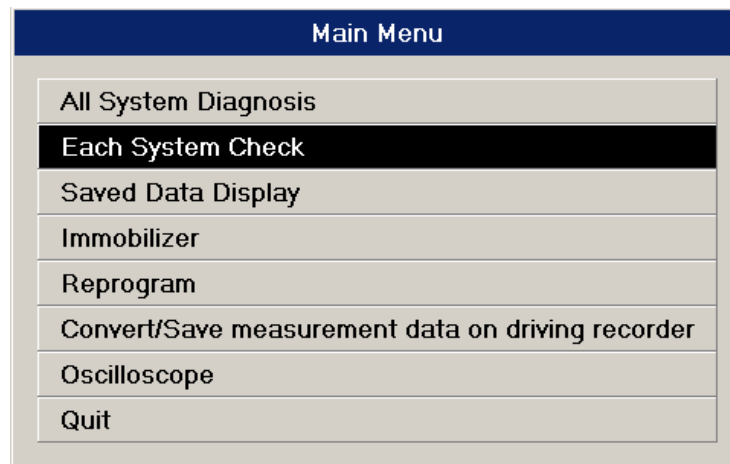 Main Menu
All System Diagnosis
Each System Check
Saved Data Display
Immobilizer
Reprogram
Convert/Save measurement data on driving recorder
Oscilloscope
Quit